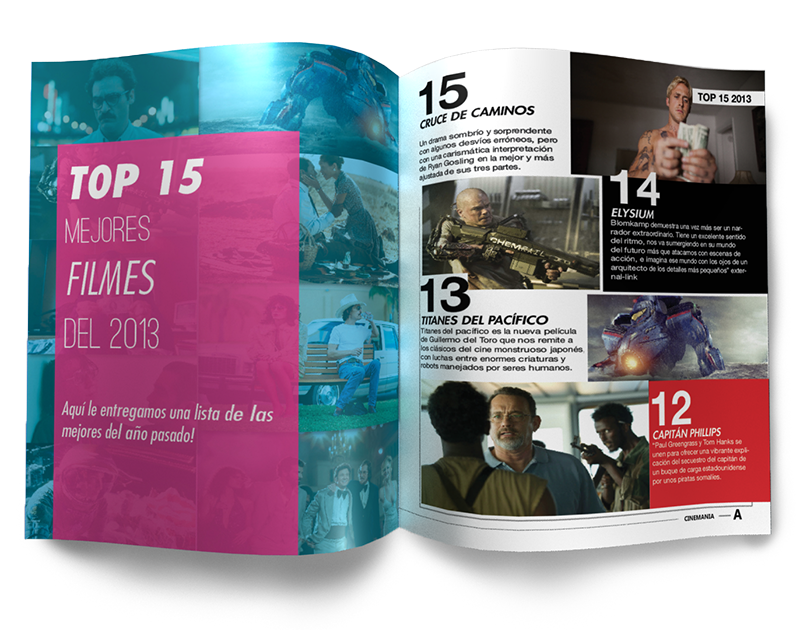 TOP 15
MEJORES
FILMES
DEL 2013
Aquí le entregamos una lista de las
mejores del año pasado!
TOP 15 2013
15
CRUCE DE CAMINOS
Un drama sombrío y sorprendente
con algunos desvíos erróneos, pero
con una carismática interpretación
de Ryan Gosling en la mejor y más
ajustada de sus tres partes.
14
ELYSIUM
Blomkamp demuestra una vez más ser un nar-
rador extraordinario. Tiene un excelente sentido
del ritmo, nos va sumergiendo en su mundo
del futuro más que atacarnos con escenas de
acción, e imagina ese mundo con los ojos de un
arquitecto de los detalles más pequeños" exter-
nal-link
CHEMRAIL
13
TITANES DEL PACÍFICO
Titanes del pacífico es la nueva película
de Guillermo del Toro que nos remite a
los clásicos del cine monstruoso japonés,
con luchas entre enormes criaturas y
robots manejados por seres humanos.
12
CAPITÁN PHILLIPS
"Paul Greengrass y Tom Hanks se
unen para ofrecer una vibrante expli-
cación del secuestro del capitán de
un buque de carga estadounidense
por unos piratas somalíes.
CINEMANIA — A